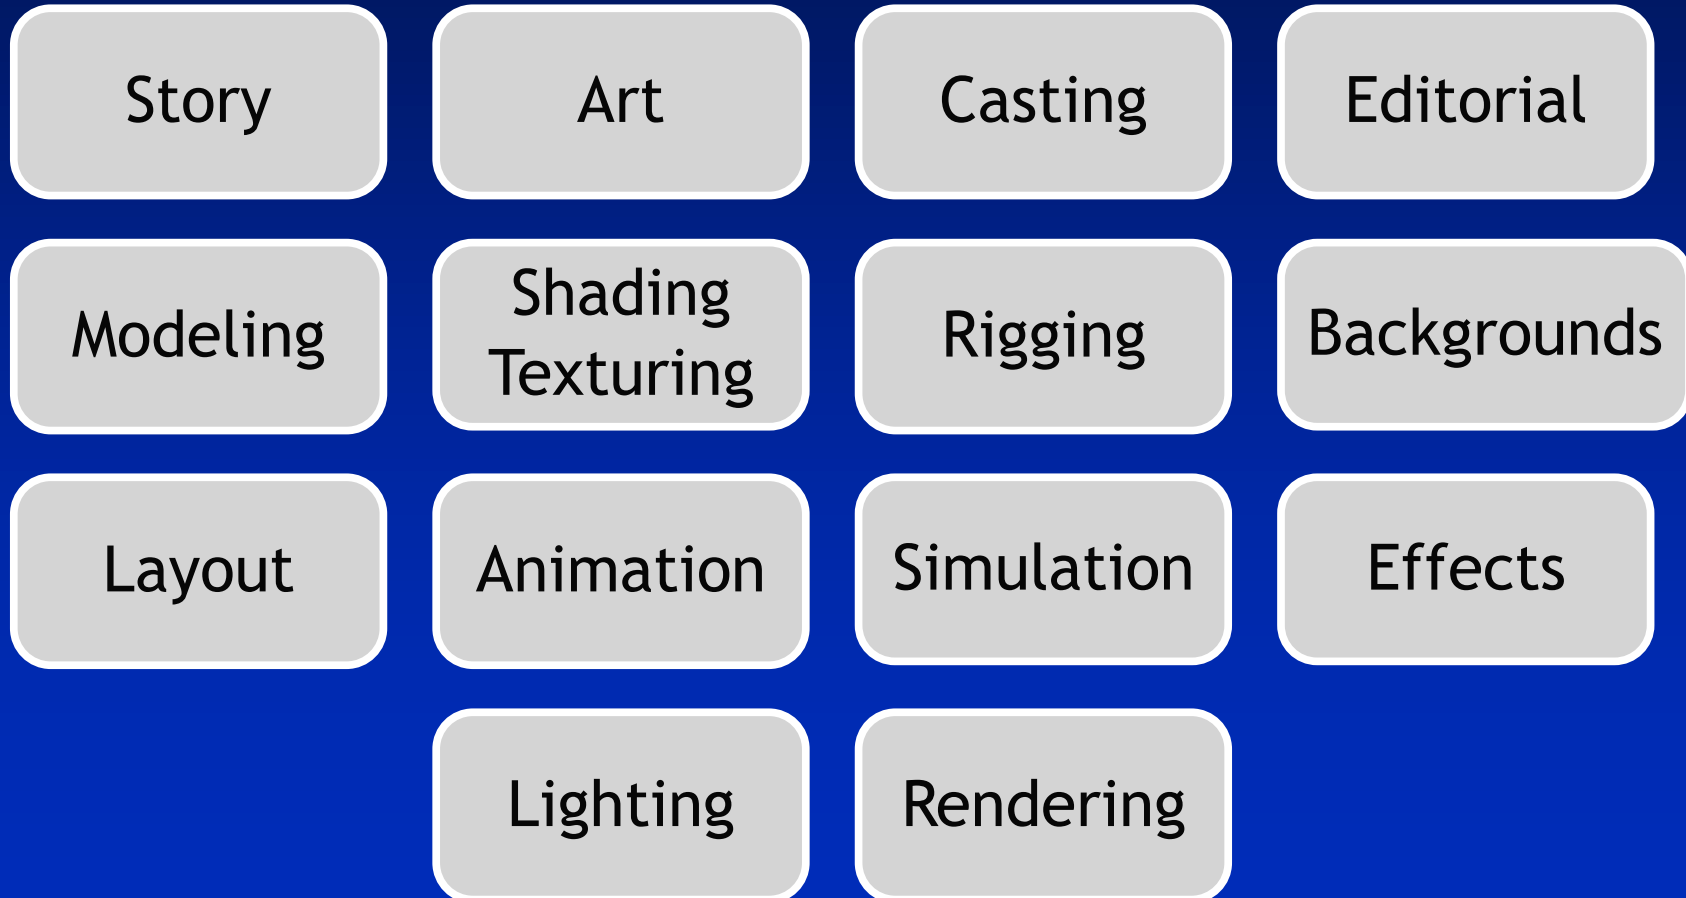 Story
Art
Casting
Editorial
Modeling
Shading
Texturing
Rigging
Backgrounds
Layout
Animation
Simulation
Effects
Lighting
Rendering